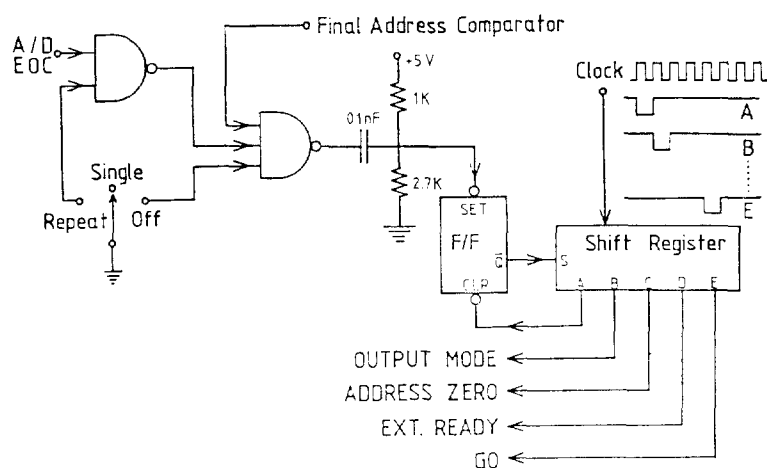 Final Address Comparator
A/D
EOC
+5V
1K
Clock
A
B
E
01nF
2.7K
Single
Repeat
Off
SET
F/F
Q̅
CLR
Shift Register
S
A B C D E
OUTPUT MODE
ADDRESS ZERO
EXT. READY
GO